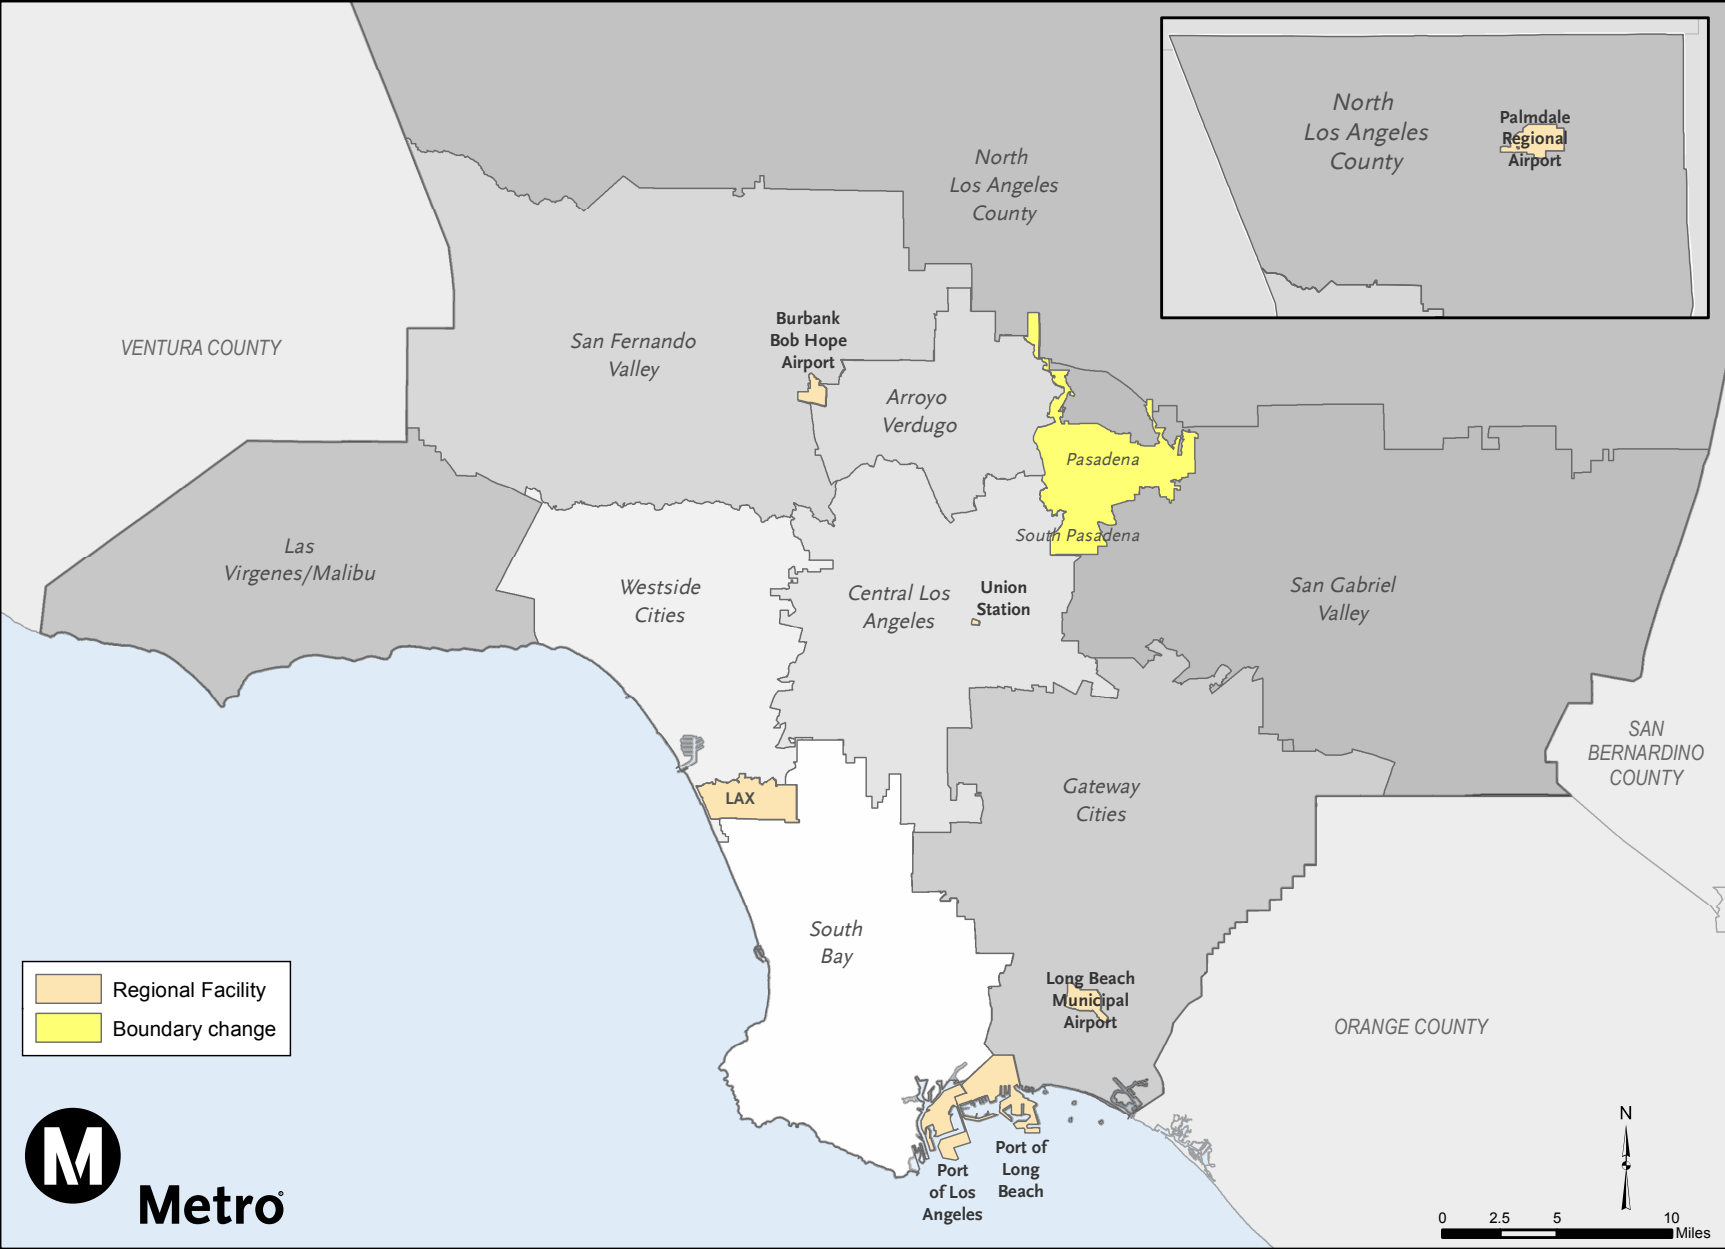 North
Los Angeles
County
Palmdale
Regional
Airport
North
Los Angeles
County
VENTURA COUNTY
San Fernando
Valley
Burbank
Bob Hope
Airport
Arroyo
Verdugo
Pasadena
South Pasadena
Las
Virgenes/Malibu
Westside
Cities
Central Los
Angeles
Union
Station
San Gabriel
Valley
SAN
BERNARDINO
COUNTY
LAX
Gateway
Cities
South
Bay
Long Beach
Municipal
Airport
ORANGE COUNTY
Regional Facility
Boundary change
Port of
Long
Beach
Port
of Los
Angeles
M
Metro
N
0 2.5 5 10
Miles